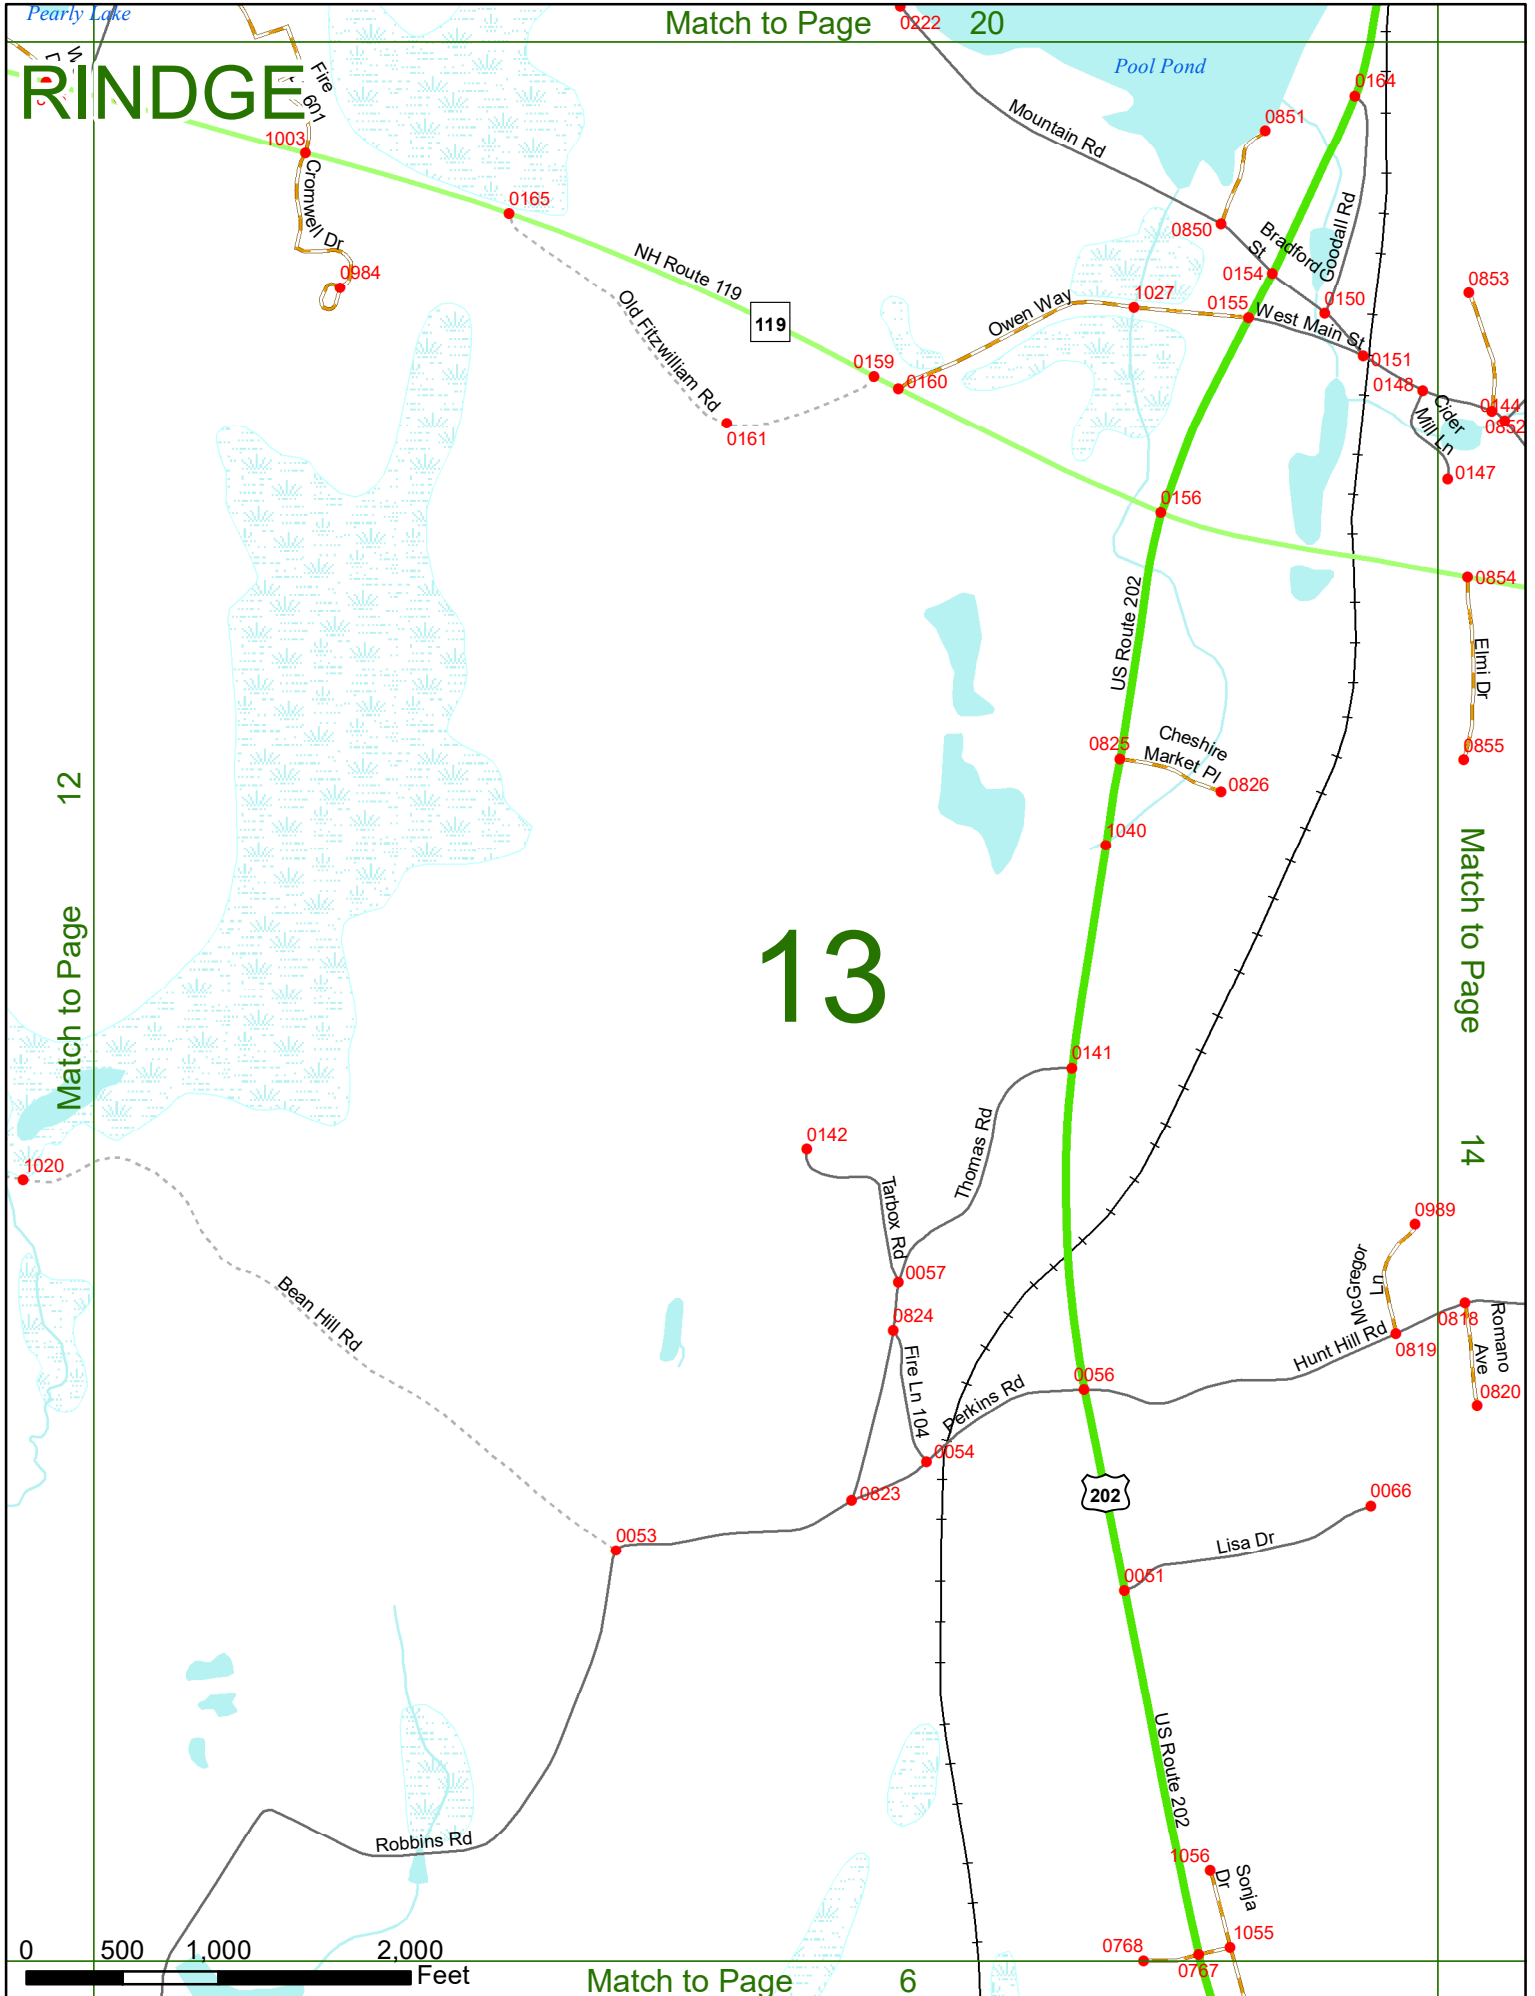 Pearly Lake
Match to Page 20
0222
RINDGE
W
Fire
601
Pool Pond
0164
Mountain Rd
0851
1003
Cromwell Dr
0165
0850
Bradford
St
Goodall Rd
NH Route 119
0154
0984
0853
Old Fitzwilliam Rd
119
Owen Way
1027
0155
0150
West Main St
0151
0159
0160
0148
0144
0852
Cider
Mill Ln
0161
0147
0156
0854
US Route 202
Elmi Dr
0825
Cheshire
Market Pl
0826
0855
12
Match to Page
1040
Match to Page
14
13
0141
0142
Thomas Rd
Tarbox Rd
1020
0989
0057
McGregor
Ln
Bean Hill Rd
0824
0818
Romano
Ave
Hunt Hill Rd
0819
Fire Ln 104
0056
Perkins Rd
0820
0054
202
0823
0066
0053
Lisa Dr
0051
US Route 202
Robbins Rd
1056
Sonja
Dr
0 500 1,000 2,000
Feet
1055
0768
0767
Match to Page 6